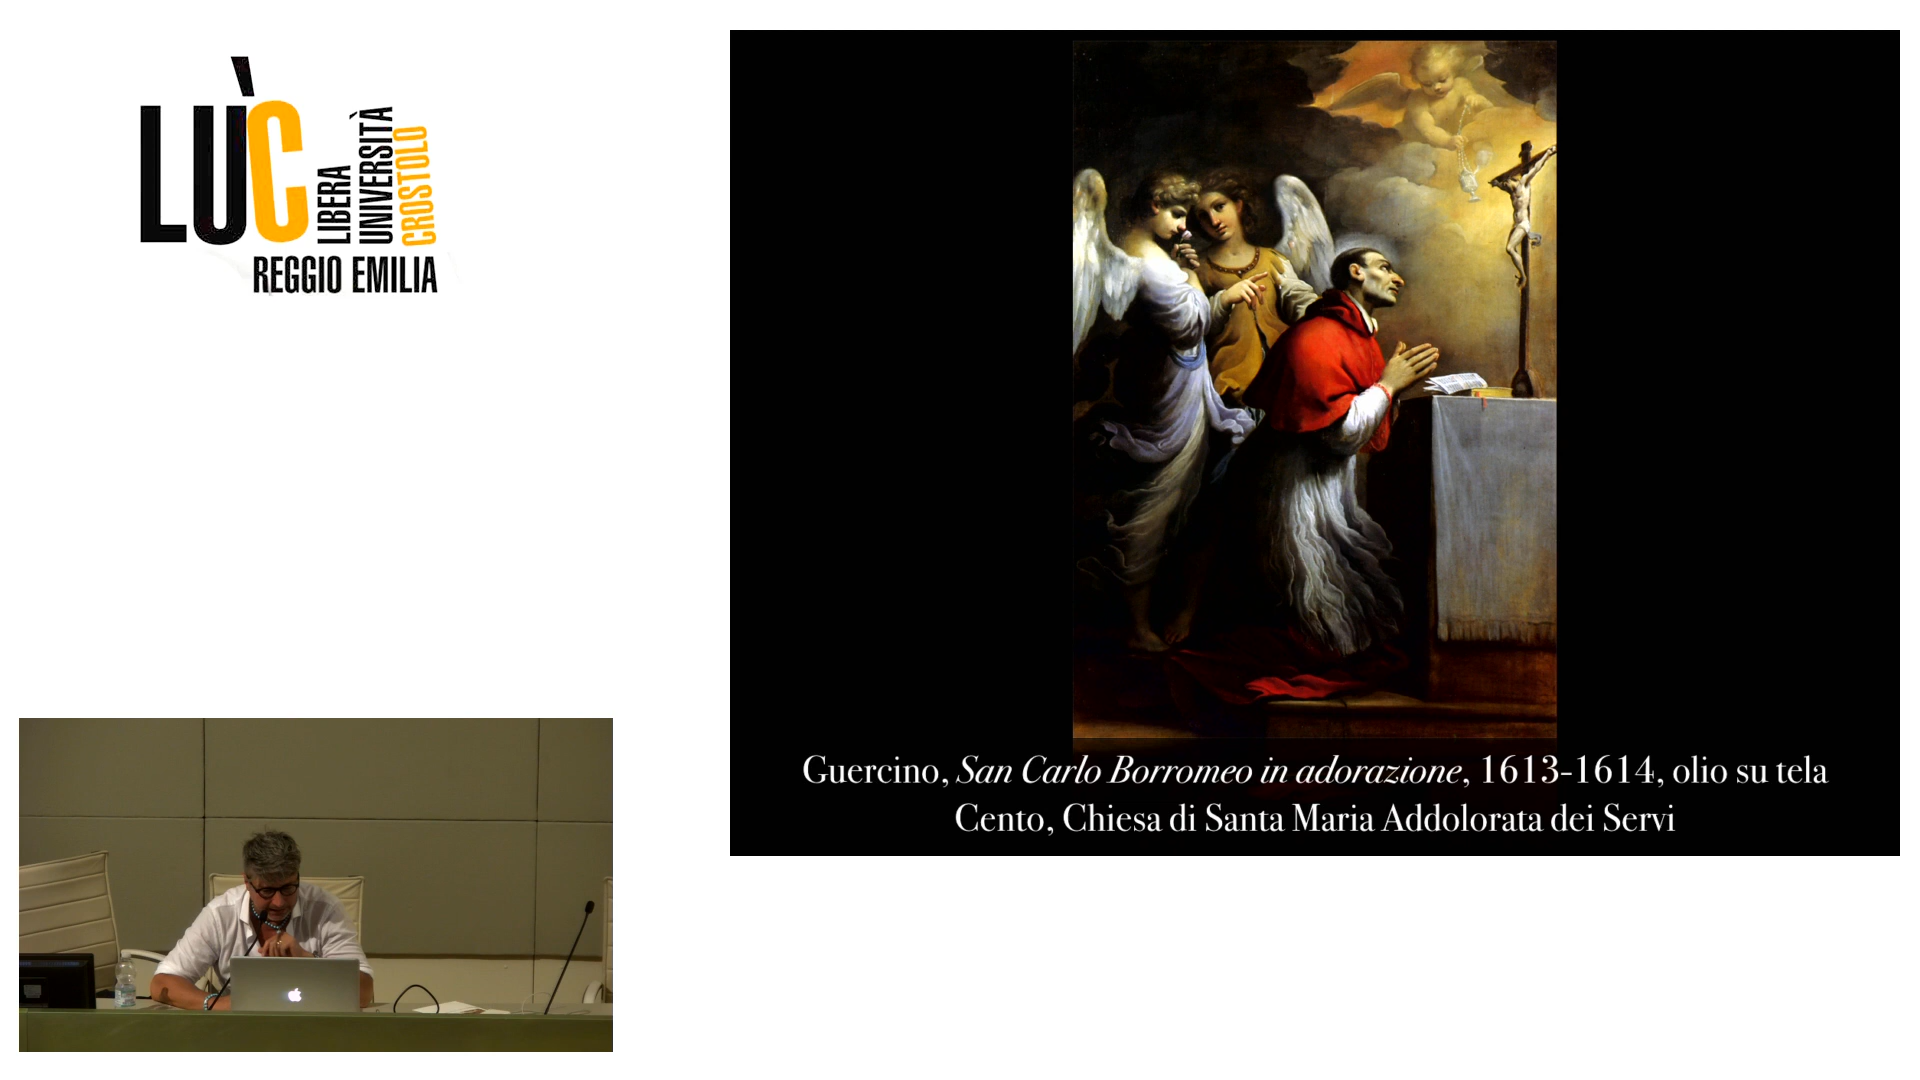 LÙC
LIBERA
UNIVERSITÀ
CROSTOLO
REGGIO EMILIA
Guercino, San Carlo Borromeo in adorazione, 1613-1614, olio su tela
Cento, Chiesa di Santa Maria Addolorata dei Servi